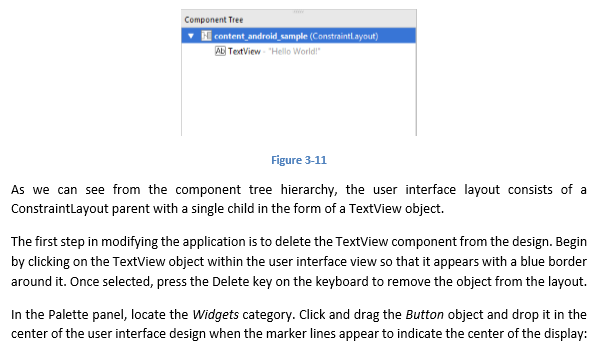 Component Tree
content_android_sample (ConstraintLayout)
Ab TextView - "Hello World!"
Figure 3-11
As we can see from the component tree hierarchy, the user interface layout consists of a
ConstraintLayout parent with a single child in the form of a TextView object.
The first step in modifying the application is to delete the TextView component from the design. Begin
by clicking on the TextView object within the user interface view so that it appears with a blue border
around it. Once selected, press the Delete key on the keyboard to remove the object from the layout.
In the Palette panel, locate the Widgets category. Click and drag the Button object and drop it in the
center of the user interface design when the marker lines appear to indicate the center of the display: